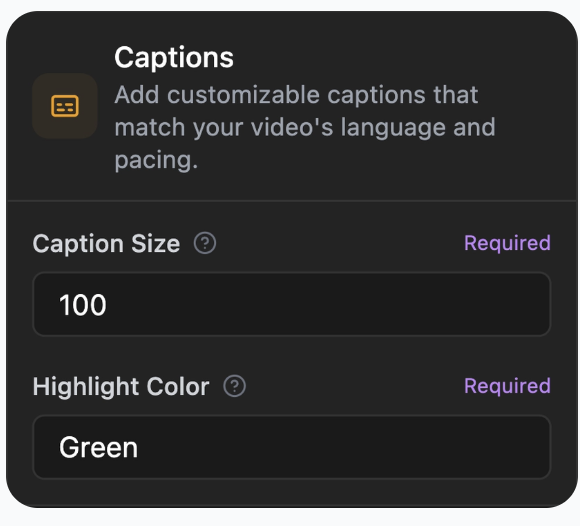 Captions
Add customizable captions that
match your video's language and
pacing.
Caption Size ? Required
100
Highlight Color ? Required
Green